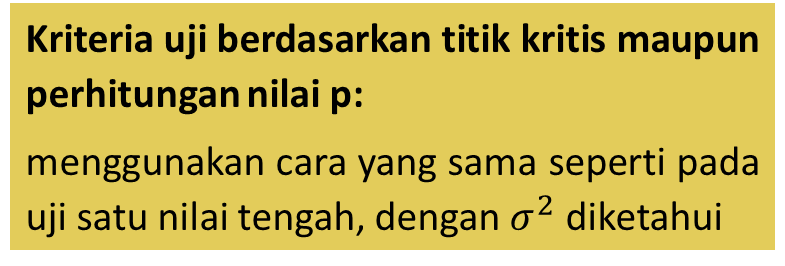 Kriteria uji berdasarkan titik kritis maupun
perhitungan nilai p:
menggunakan cara yang sama seperti pada
uji satu nilai tengah, dengan σ² diketahui